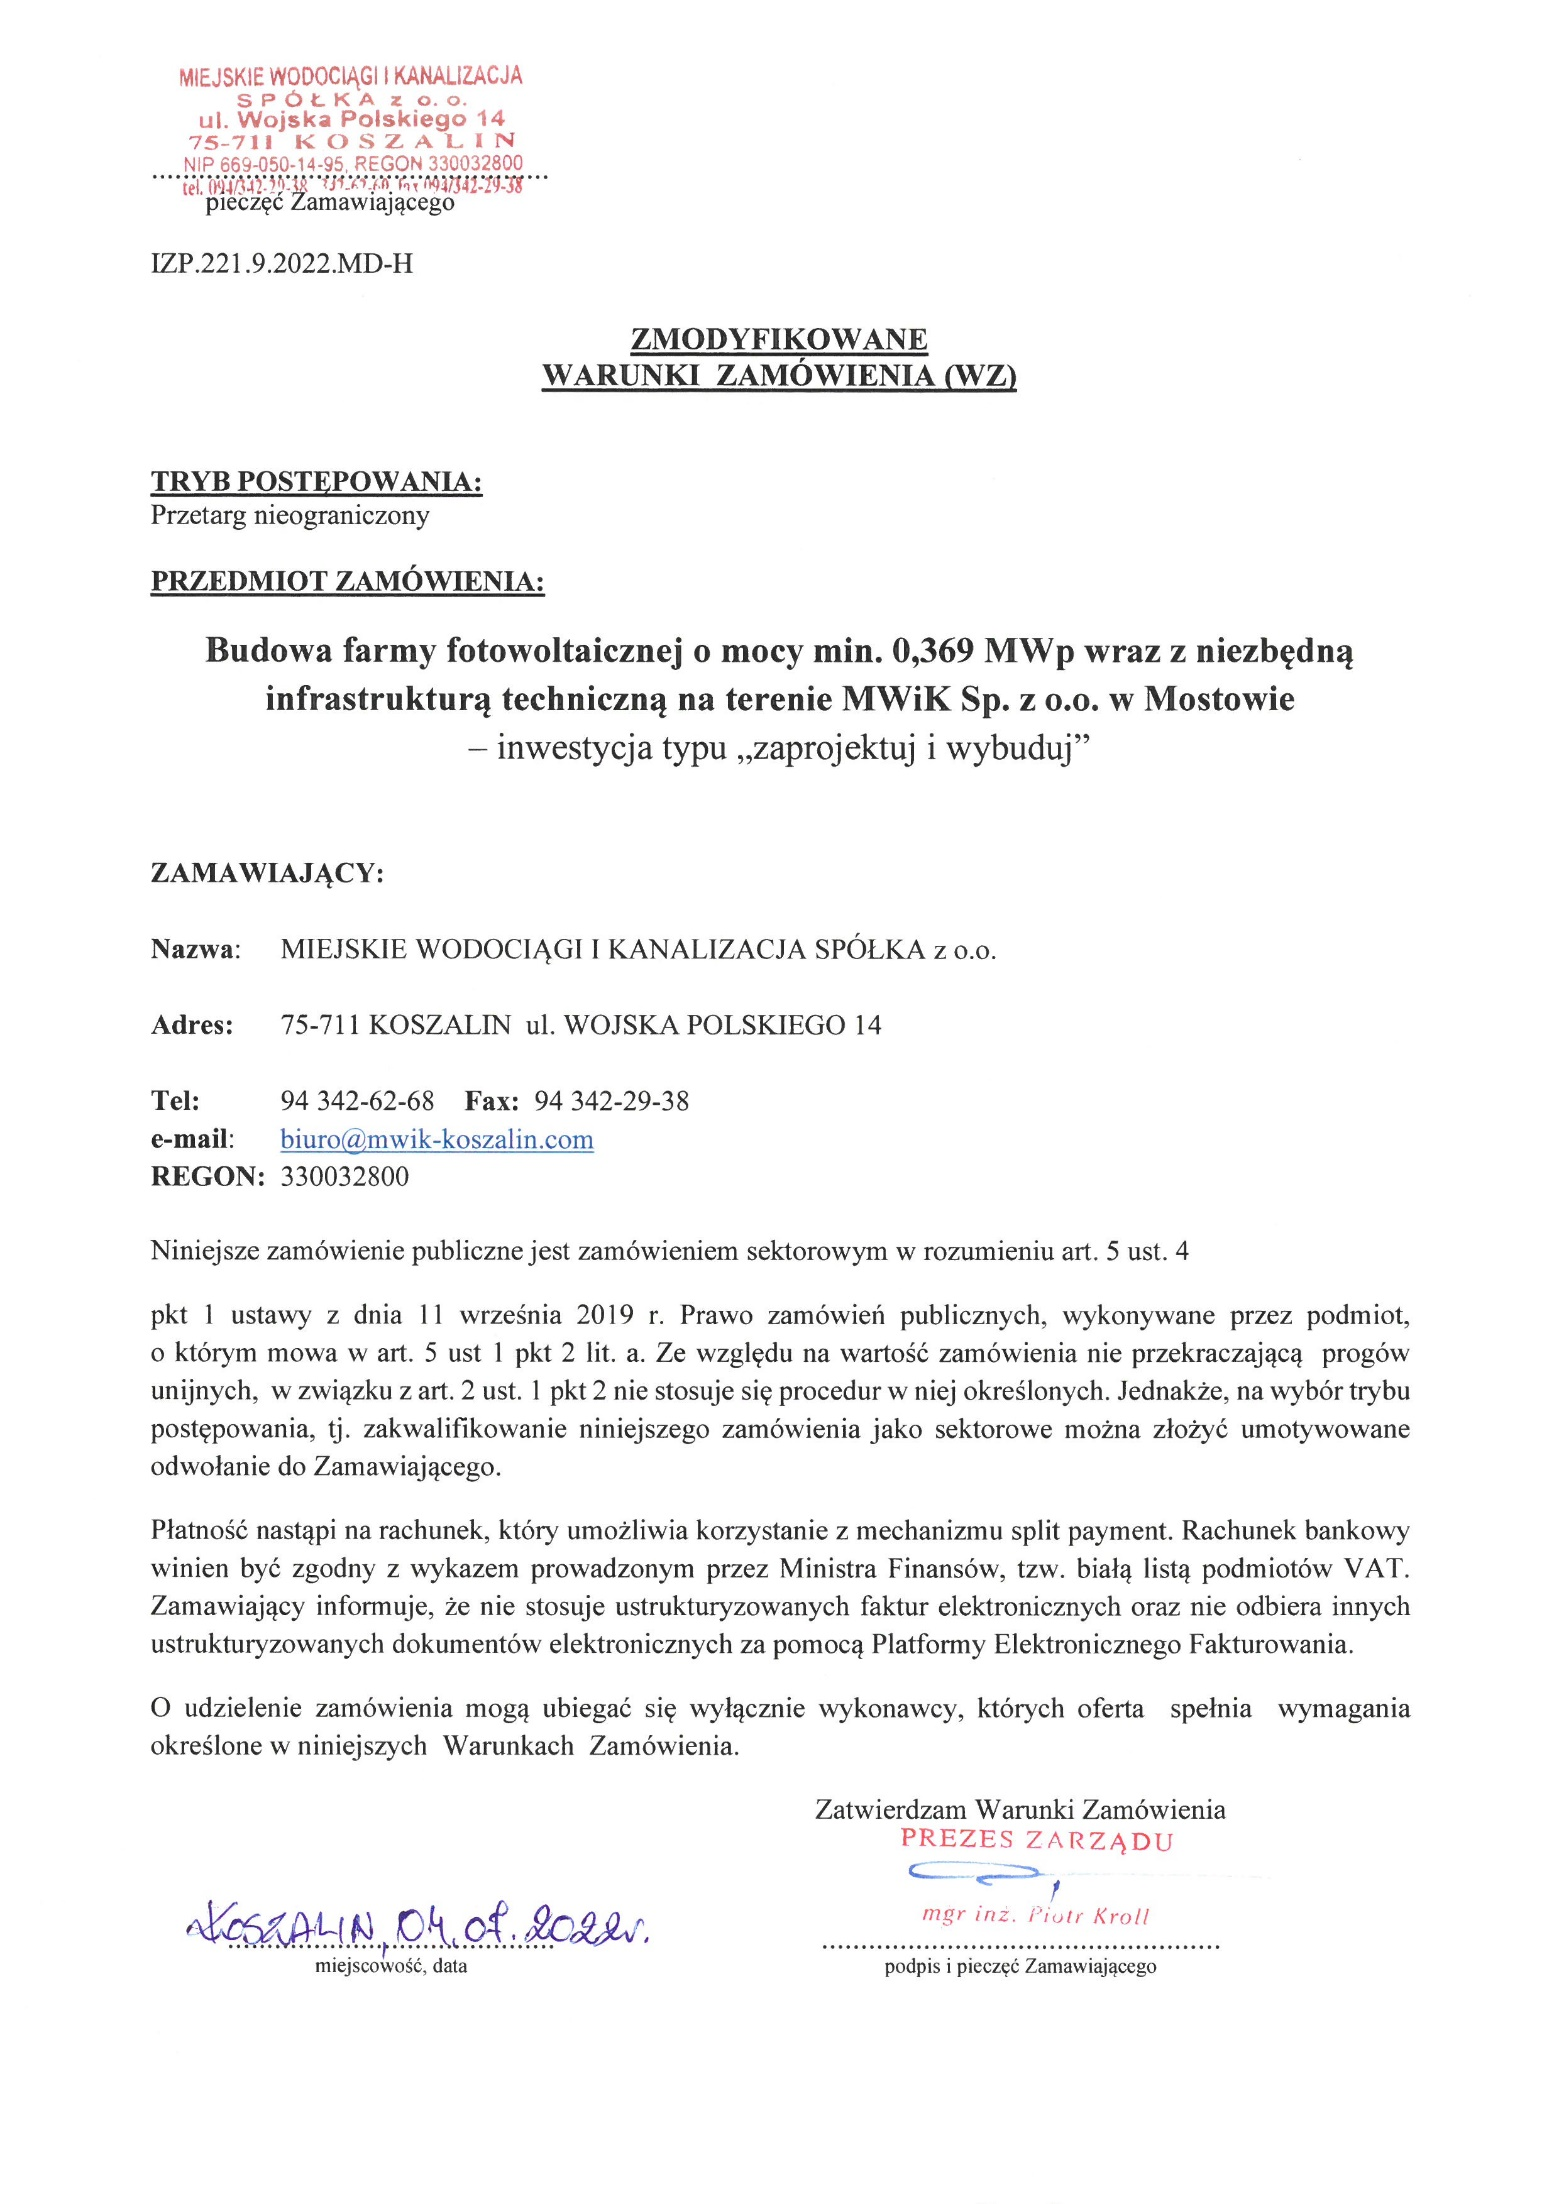 MIEJSKIE WODOCIĄGI I KANALIZACJA
SPÓŁKA z o. o.
ul. Wojska Polskiego 14
75-711 KOSZALIN
NIP 669-050-14-95, REGON 330032800
tel. 094/342-29-38 fax 094/342-29-38
pieczęć Zamawiającego
IZP.221.9.2022.MD-H
ZMODYFIKOWANE
WARUNKI ZAMÓWIENIA (WZ)
TRYB POSTĘPOWANIA:
Przetarg nieograniczony
PRZEDMIOT ZAMÓWIENIA:
Budowa farmy fotowoltaicznej o mocy min. 0,369 MWp wraz z niezbędną
infrastrukturą techniczną na terenie MWiK Sp. z o.o. w Mostowie
– inwestycja typu „zaprojektuj i wybuduj”
ZAMAWIAJĄCY:
Nazwa: MIEJSKIE WODOCIĄGI I KANALIZACJA SPÓŁKA z o.o.
Adres: 75-711 KOSZALIN ul. WOJSKA POLSKIEGO 14
Tel: 94 342-62-68 Fax: 94 342-29-38
e-mail: biuro@mwik-koszalin.com
REGON: 330032800
Niniejsze zamówienie publiczne jest zamówieniem sektorowym w rozumieniu art. 5 ust. 4
pkt 1 ustawy z dnia 11 września 2019 r. Prawo zamówień publicznych, wykonywane przez podmiot,
o którym mowa w art. 5 ust 1 pkt 2 lit. a. Ze względu na wartość zamówienia nie przekraczającą progów
unijnych, w związku z art. 2 ust. 1 pkt 2 nie stosuje się procedur w niej określonych. Jednakże, na wybór trybu
postępowania, tj. zakwalifikowanie niniejszego zamówienia jako sektorowe można złożyć umotywowane
odwołanie do Zamawiającego.
Płatność nastąpi na rachunek, który umożliwia korzystanie z mechanizmu split payment. Rachunek bankowy
winien być zgodny z wykazem prowadzonym przez Ministra Finansów, tzw. białą listą podmiotów VAT.
Zamawiający informuje, że nie stosuje ustrukturyzowanych faktur elektronicznych oraz nie odbiera innych
ustrukturyzowanych dokumentów elektronicznych za pomocą Platformy Elektronicznego Fakturowania.
O udzielenie zamówienia mogą ubiegać się wyłącznie wykonawcy, których oferta spełnia wymagania
określone w niniejszych Warunkach Zamówienia.
Zatwierdzam Warunki Zamówienia
PREZES ZARZĄDU
mgr inż. Piotr Kroll
KOSZALIN, 04.07.2022r.
miejscowość, data
podpis i pieczęć Zamawiającego